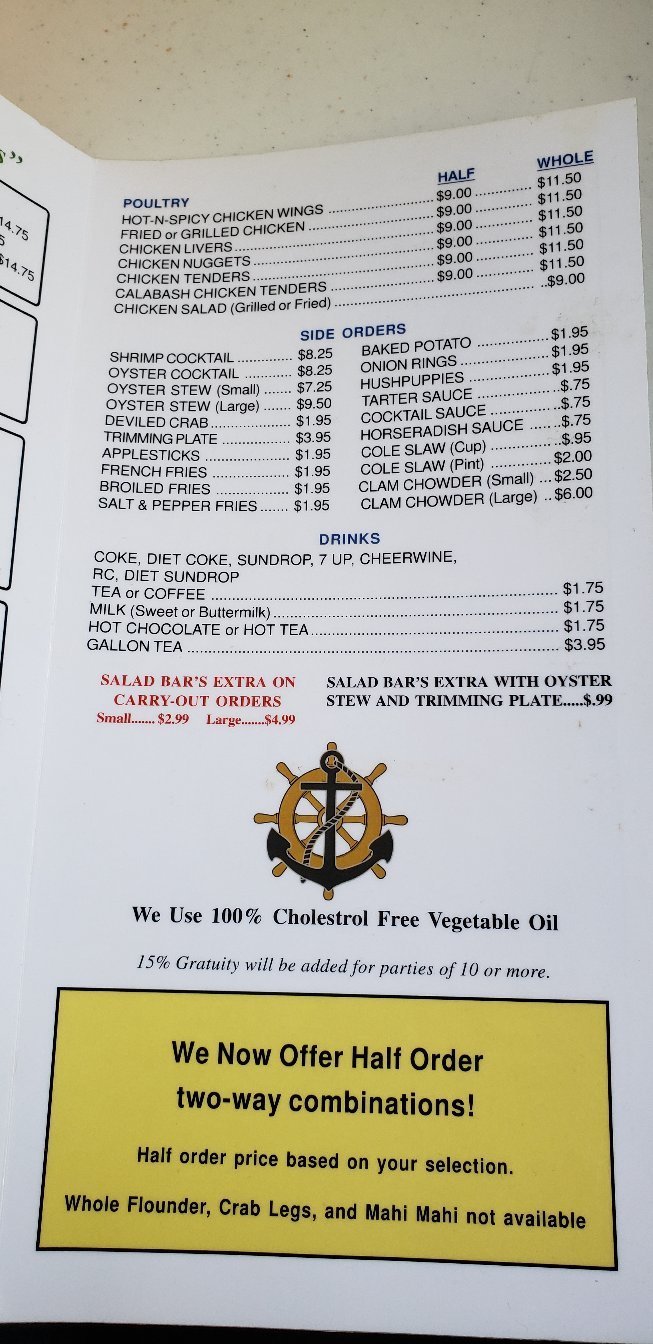 s”
14.75
5
$14.75
HALF WHOLE
POULTRY
HOT-N-SPICY CHICKEN WINGS ........ $9.00 ........ $11.50
FRIED or GRILLED CHICKEN ........ $9.00 ........ $11.50
CHICKEN LIVERS ........ $9.00 ........ $11.50
CHICKEN NUGGETS ........ $9.00 ........ $11.50
CHICKEN TENDERS ........ $9.00 ........ $11.50
CALABASH CHICKEN TENDERS ........ $9.00 ........ $11.50
CHICKEN SALAD (Grilled or Fried) ........ $9.00
SIDE ORDERS
SHRIMP COCKTAIL ........ $8.25
OYSTER COCKTAIL ........ $8.25
OYSTER STEW (Small) ....... $7.25
OYSTER STEW (Large) ....... $9.50
DEVILED CRAB ........ $1.95
TRIMMING PLATE ........ $3.95
APPLESTICKS ........ $1.95
FRENCH FRIES ........ $1.95
BROILED FRIES ........ $1.95
SALT & PEPPER FRIES ....... $1.95
BAKED POTATO ........ $1.95
ONION RINGS ........ $1.95
HUSHPUPPIES ........ $1.95
TARTER SAUCE ........ $.75
COCKTAIL SAUCE ........ $.75
HORSERADISH SAUCE ........ $.75
COLE SLAW (Cup) ........ $.95
COLE SLAW (Pint) ........ $2.00
CLAM CHOWDER (Small) ... $2.50
CLAM CHOWDER (Large) .. $6.00
DRINKS
COKE, DIET COKE, SUNDROP, 7 UP, CHEERWINE,
RC, DIET SUNDROP
TEA or COFFEE ........ $1.75
MILK (Sweet or Buttermilk) ........ $1.75
HOT CHOCOLATE or HOT TEA ........ $1.75
GALLON TEA ........ $3.95
SALAD BAR'S EXTRA ON
CARRY-OUT ORDERS
Small....... $2.99 Large.......$4.99
SALAD BAR'S EXTRA WITH OYSTER
STEW AND TRIMMING PLATE.....$.99
We Use 100% Cholestrol Free Vegetable Oil
15% Gratuity will be added for parties of 10 or more.
We Now Offer Half Order
two-way combinations!
Half order price based on your selection.
Whole Flounder, Crab Legs, and Mahi Mahi not available